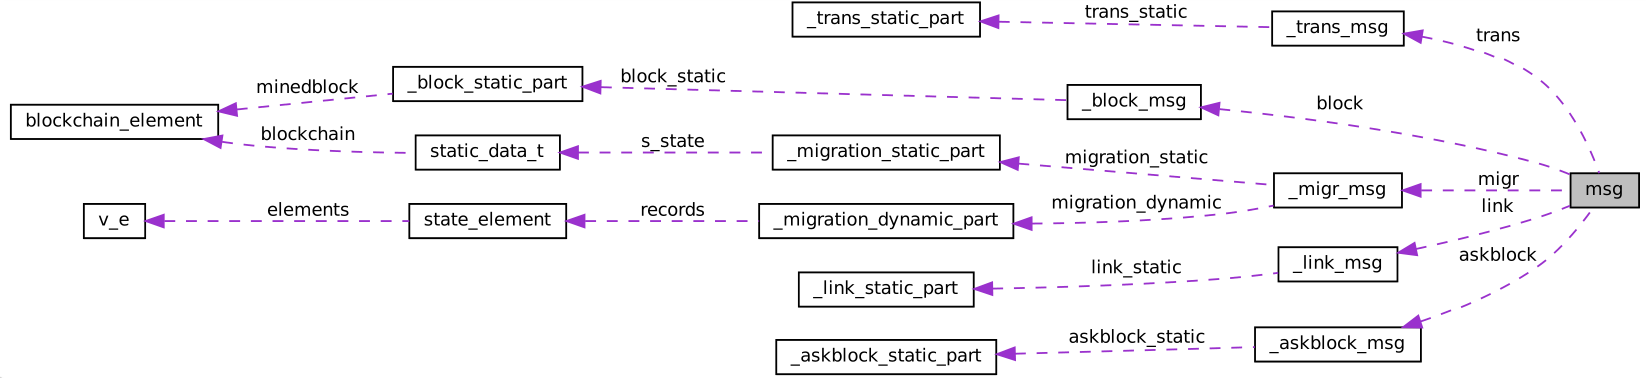 _trans_static_part
trans_static
_trans_msg
trans
_block_static_part
block_static
minedblock
_block_msg
block
blockchain_element
blockchain
static_data_t
s_state
_migration_static_part
migration_static
migr
_migr_msg
msg
link
v_e
elements
state_element
records
_migration_dynamic_part
migration_dynamic
_link_msg
askblock
link_static
_link_static_part
askblock_static
_askblock_msg
_askblock_static_part